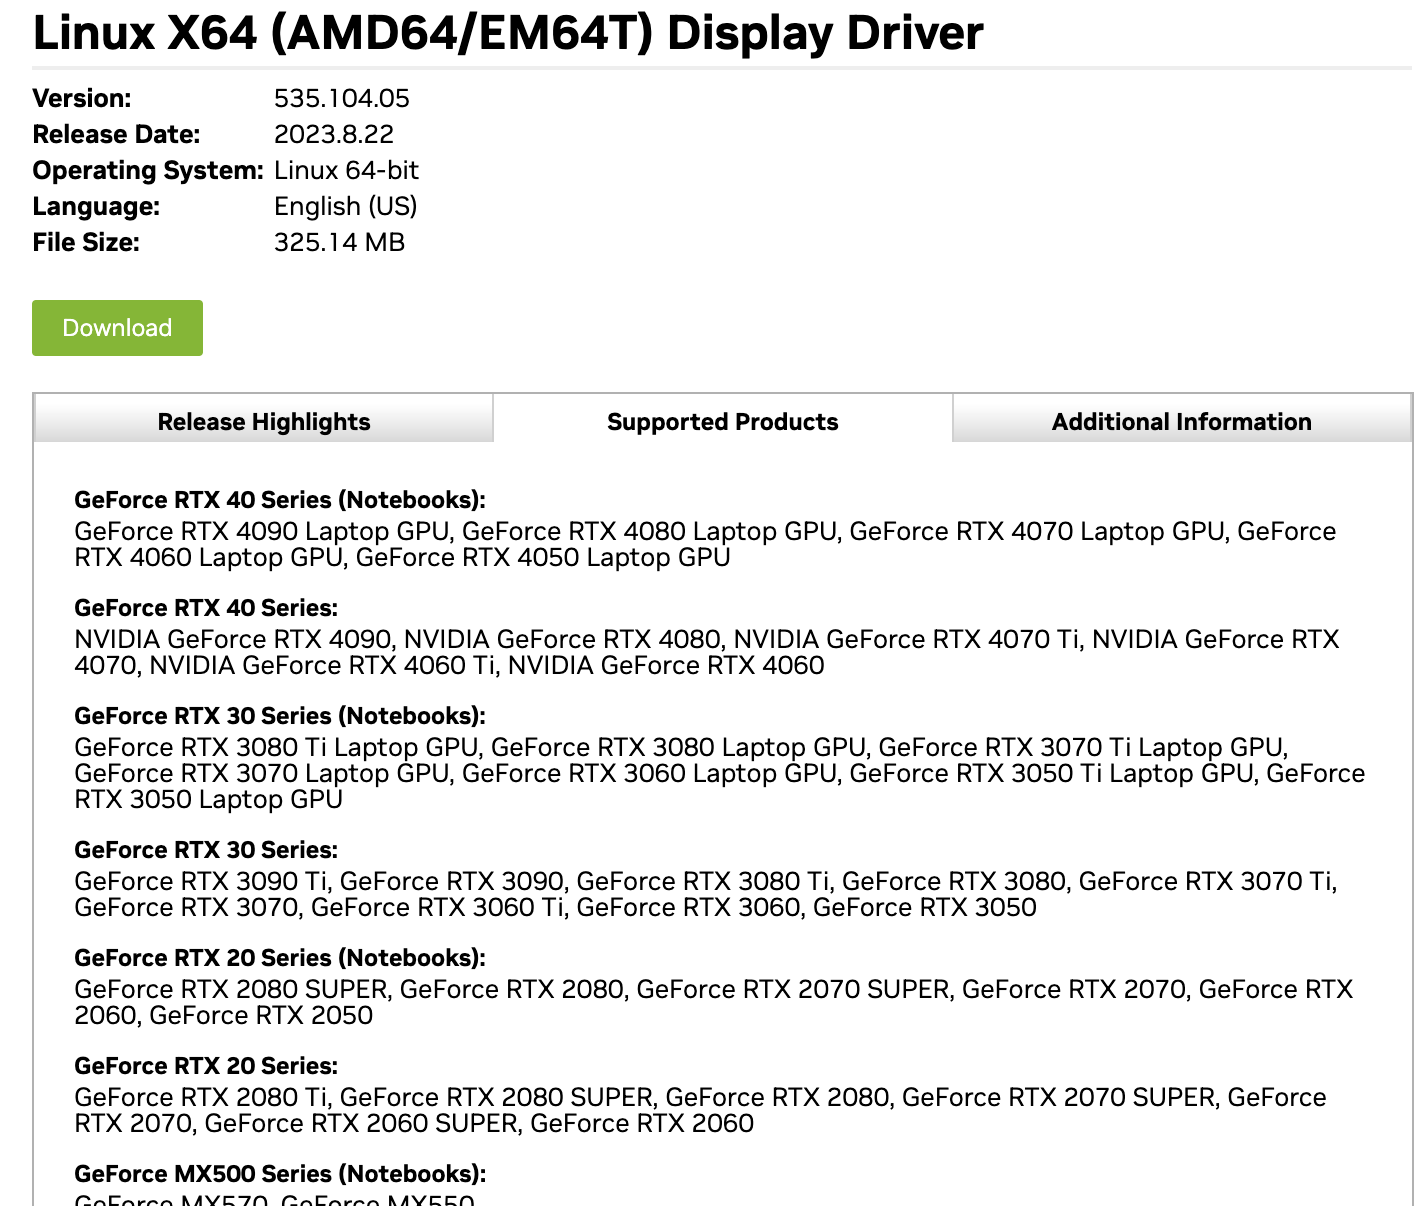 Linux X64 (AMD64/EM64T) Display Driver
Version: 535.104.05
Release Date: 2023.8.22
Operating System: Linux 64-bit
Language: English (US)
File Size: 325.14 MB
Download
Release Highlights Supported Products Additional Information
GeForce RTX 40 Series (Notebooks):
GeForce RTX 4090 Laptop GPU, GeForce RTX 4080 Laptop GPU, GeForce RTX 4070 Laptop GPU, GeForce
RTX 4060 Laptop GPU, GeForce RTX 4050 Laptop GPU
GeForce RTX 40 Series:
NVIDIA GeForce RTX 4090, NVIDIA GeForce RTX 4080, NVIDIA GeForce RTX 4070 Ti, NVIDIA GeForce RTX
4070, NVIDIA GeForce RTX 4060 Ti, NVIDIA GeForce RTX 4060
GeForce RTX 30 Series (Notebooks):
GeForce RTX 3080 Ti Laptop GPU, GeForce RTX 3080 Laptop GPU, GeForce RTX 3070 Ti Laptop GPU,
GeForce RTX 3070 Laptop GPU, GeForce RTX 3060 Laptop GPU, GeForce RTX 3050 Ti Laptop GPU, GeForce
RTX 3050 Laptop GPU
GeForce RTX 30 Series:
GeForce RTX 3090 Ti, GeForce RTX 3090, GeForce RTX 3080 Ti, GeForce RTX 3080, GeForce RTX 3070 Ti,
GeForce RTX 3070, GeForce RTX 3060 Ti, GeForce RTX 3060, GeForce RTX 3050
GeForce RTX 20 Series (Notebooks):
GeForce RTX 2080 SUPER, GeForce RTX 2080, GeForce RTX 2070 SUPER, GeForce RTX 2070, GeForce RTX
2060, GeForce RTX 2050
GeForce RTX 20 Series:
GeForce RTX 2080 Ti, GeForce RTX 2080 SUPER, GeForce RTX 2080, GeForce RTX 2070 SUPER, GeForce
RTX 2070, GeForce RTX 2060 SUPER, GeForce RTX 2060
GeForce MX500 Series (Notebooks):
GeForce MX570, GeForce MX550